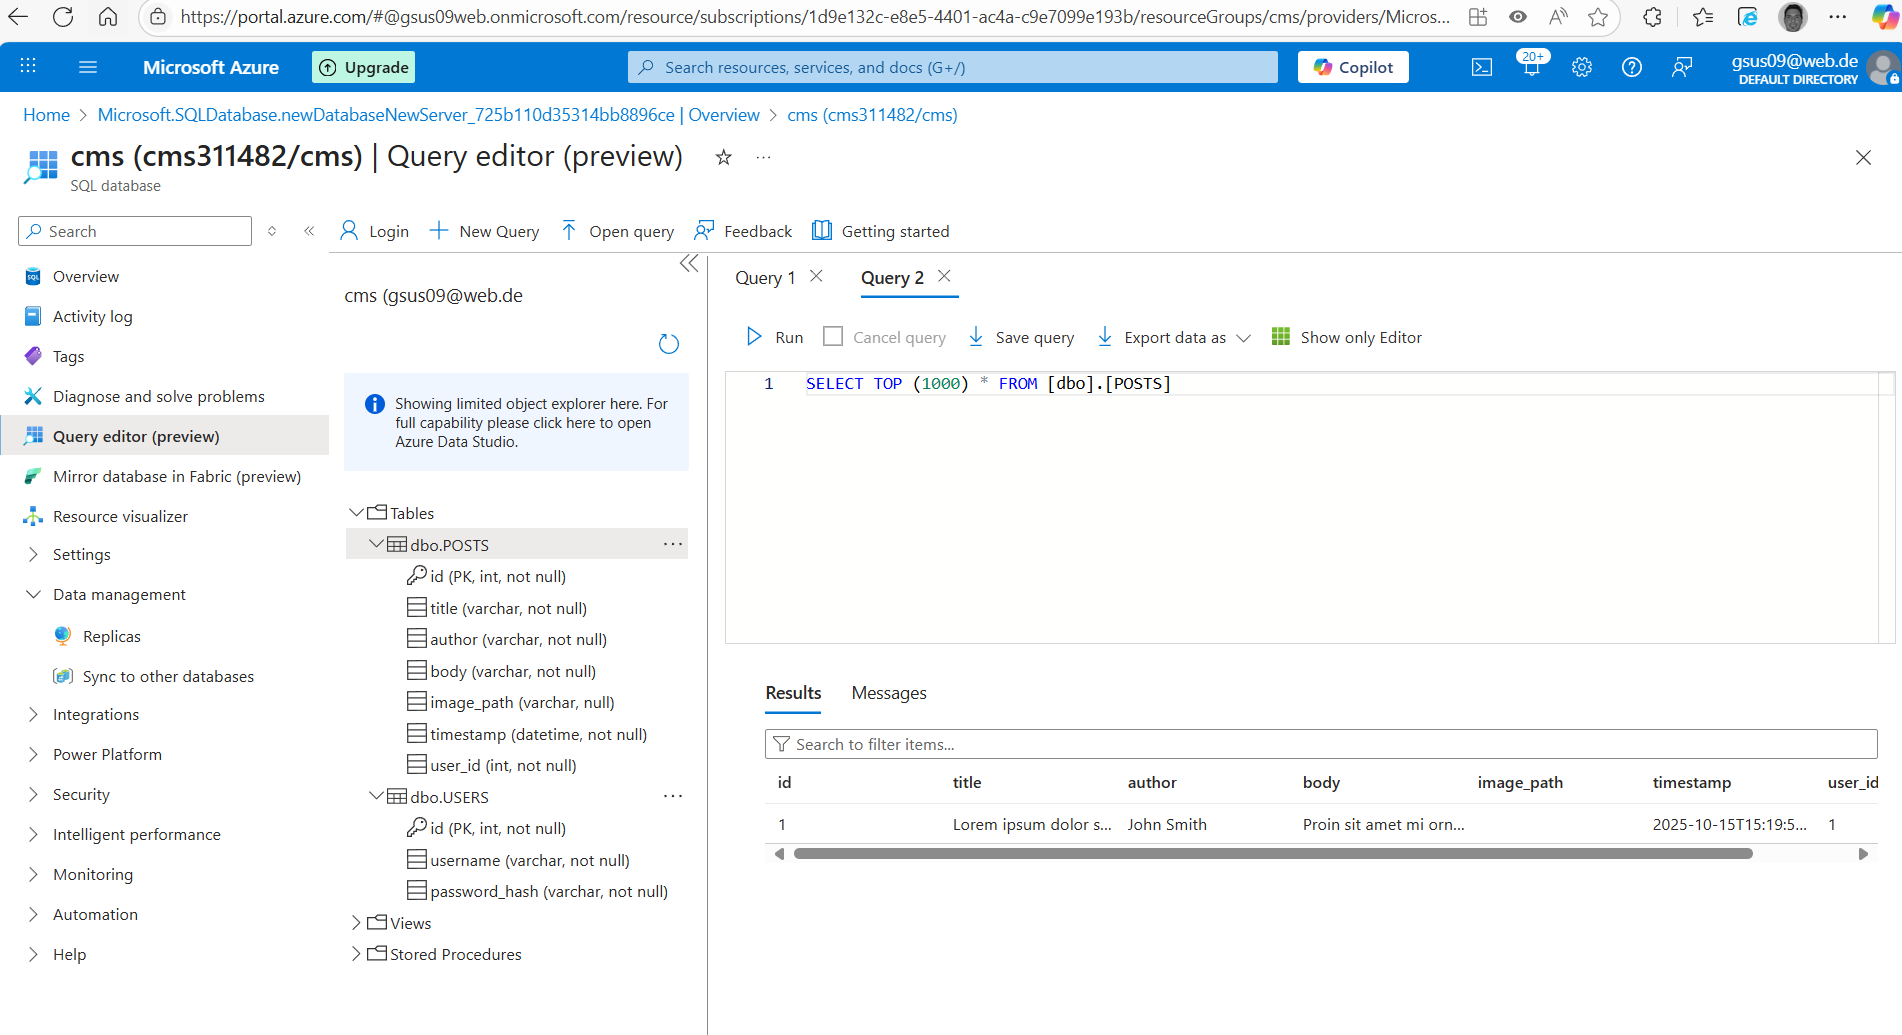 https://portal.azure.com/#@gsus09web.onmicrosoft.com/resource/subscriptions/1d9e132c-e8e5-4401-ac4a-c9e7099e193b/resourceGroups/cms/providers/Micros...
Microsoft Azure
Upgrade
Search resources, services, and docs (G+/)
Copilot
20+
gsus09@web.de
DEFAULT DIRECTORY
Home > Microsoft.SQLDatabase.newDatabaseNewServer_725b110d35314bb8896ce | Overview > cms (cms311482/cms)
cms (cms311482/cms) | Query editor (preview)
SQL database
Search
Login
New Query
Open query
Feedback
Getting started
Overview
Activity log
Tags
Diagnose and solve problems
Query editor (preview)
Mirror database in Fabric (preview)
Resource visualizer
Settings
Data management
Replicas
Sync to other databases
Integrations
Power Platform
Security
Intelligent performance
Monitoring
Automation
Help
cms (gsus09@web.de
Showing limited object explorer here. For
full capability please click here to open
Azure Data Studio.
Tables
dbo.POSTS
id (PK, int, not null)
title (varchar, not null)
author (varchar, not null)
body (varchar, not null)
image_path (varchar, null)
timestamp (datetime, not null)
user_id (int, not null)
dbo.USERS
id (PK, int, not null)
username (varchar, not null)
password_hash (varchar, not null)
Views
Stored Procedures
Query 1
Query 2
Run
Cancel query
Save query
Export data as
Show only Editor
1 SELECT TOP (1000) * FROM [dbo].[POSTS]
Results
Messages
Search to filter items...
id title author body image_path timestamp user_id
1 Lorem ipsum dolor s... John Smith Proin sit amet mi orn... 2025-10-15T15:19:5... 1